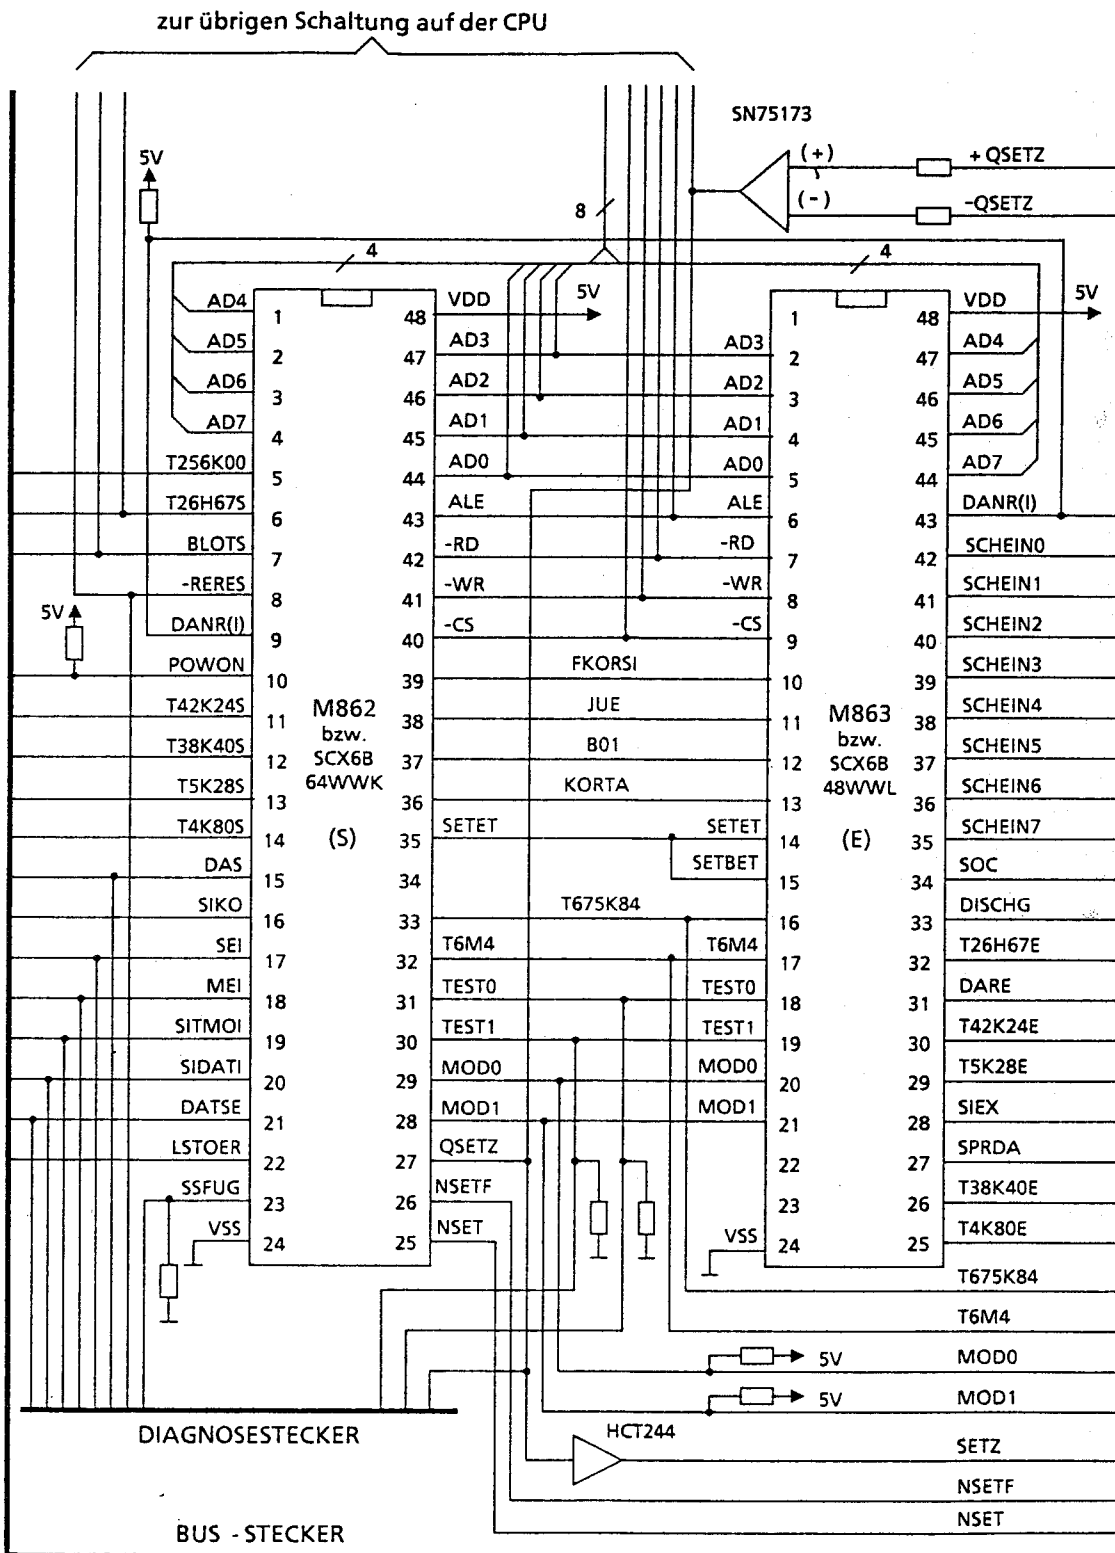 zur übrigen Schaltung auf der CPU
SN75173
5V
(+)
+QSETZ
(-)
-QSETZ
8
4
4
AD4
1
VDD
48
5V
1
VDD
48
5V
AD5
2
AD3
47
AD3
2
AD4
47
AD6
3
AD2
46
AD2
3
AD5
46
AD7
4
AD1
45
AD1
4
AD6
45
T256K00
5
AD0
44
AD0
5
AD7
44
T26H67S
6
ALE
43
ALE
6
DANR(I)
43
BLOTS
7
-RD
42
-RD
7
SCHEIN0
42
-RERES
8
-WR
41
-WR
8
SCHEIN1
41
5V
DANR(I)
9
-CS
40
-CS
9
SCHEIN2
40
POWON
10
39
FKORSI
10
SCHEIN3
39
T42K24S
11
38
JUE
11
SCHEIN4
38
T38K40S
12
37
B01
12
SCHEIN5
37
T5K28S
13
36
KORTA
13
SCHEIN6
36
M862
bzw.
SCX6B
64WWK
(S)
M863
bzw.
SCX6B
48WWL
(E)
T4K80S
14
SETET
35
SETET
14
SCHEIN7
35
DAS
15
34
SETBET
15
SOC
34
SIKO
16
33
T675K84
16
DISCHG
33
SEI
17
T6M4
32
T6M4
17
T26H67E
32
MEI
18
TEST0
31
TEST0
18
DARE
31
SITMOI
19
TEST1
30
TEST1
19
T42K24E
30
SIDATI
20
MOD0
29
MOD0
20
T5K28E
29
DATSE
21
MOD1
28
MOD1
21
SIEX
28
LSTOER
22
QSETZ
27
22
SPRDA
27
SSFUG
23
NSETF
26
23
T38K40E
26
VSS
24
NSET
25
VSS
24
T4K80E
25
T675K84
T6M4
5V
MOD0
5V
MOD1
DIAGNOSESTECKER
HCT244
SETZ
NSETF
NSET
BUS - STECKER